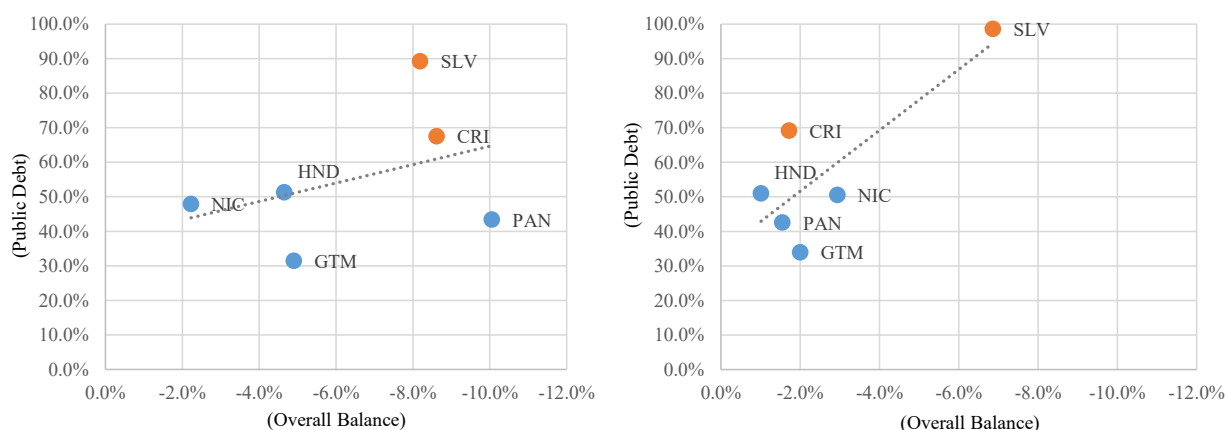 100.0%
90.0%
80.0%
70.0%
60.0%
50.0%
40.0%
30.0%
20.0%
10.0%
0.0%
(Public Debt)
SLV
CRI
HND
NIC
PAN
GTM
0.0% -2.0% -4.0% -6.0% -8.0% -10.0% -12.0%
(Overall Balance)
100.0%
90.0%
80.0%
70.0%
60.0%
50.0%
40.0%
30.0%
20.0%
10.0%
0.0%
(Public Debt)
SLV
CRI
HND
NIC
PAN
GTM
0.0% -2.0% -4.0% -6.0% -8.0% -10.0% -12.0%
(Overall Balance)